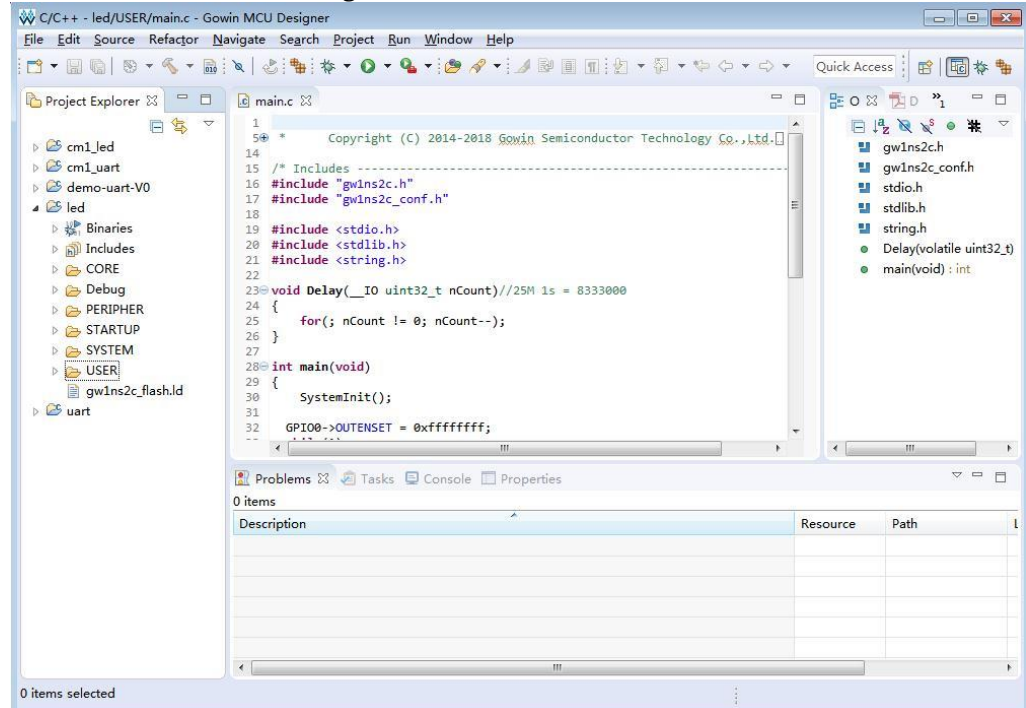 C/C++ - led/USER/main.c - Gowin MCU Designer
File Edit Source Refactor Navigate Search Project Run Window Help
Quick Access
Project Explorer
cm1_led
cm1_uart
demo-uart-V0
led
Binaries
Includes
CORE
Debug
PERIPHER
STARTUP
SYSTEM
USER
gw1ns2c_flash.ld
uart
main.c
1
5 * Copyright (C) 2014-2018 Gowin Semiconductor Technology Co.,Ltd.
14
15 /* Includes ------------------------------------------------------------------
16 #include "gw1ns2c.h"
17 #include "gw1ns2c_conf.h"
18
19 #include <stdio.h>
20 #include <stdlib.h>
21 #include <string.h>
22
23 void Delay(__IO uint32_t nCount)//25M 1s = 8333000
24 {
25 for(; nCount != 0; nCount--);
26 }
27
28 int main(void)
29 {
30 SystemInit();
31
32 GPIO0->OUTENSET = 0xffffffff;
O D »1
gw1ns2c.h
gw1ns2c_conf.h
stdio.h
stdlib.h
string.h
Delay(volatile uint32_t)
main(void) : int
Problems Tasks Console Properties
0 items
Description Resource Path L
0 items selected